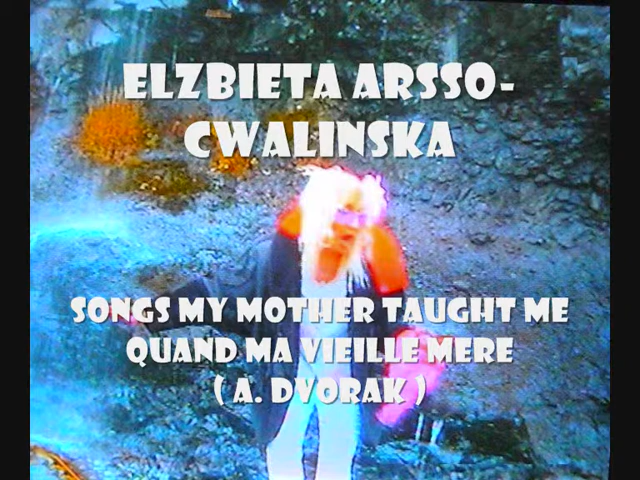 ELZBIETA ARSSO-
CWALINSKA
SONGS MY MOTHER TAUGHT ME
QUAND MA VIEILLE MERE
( A. DVORAK )